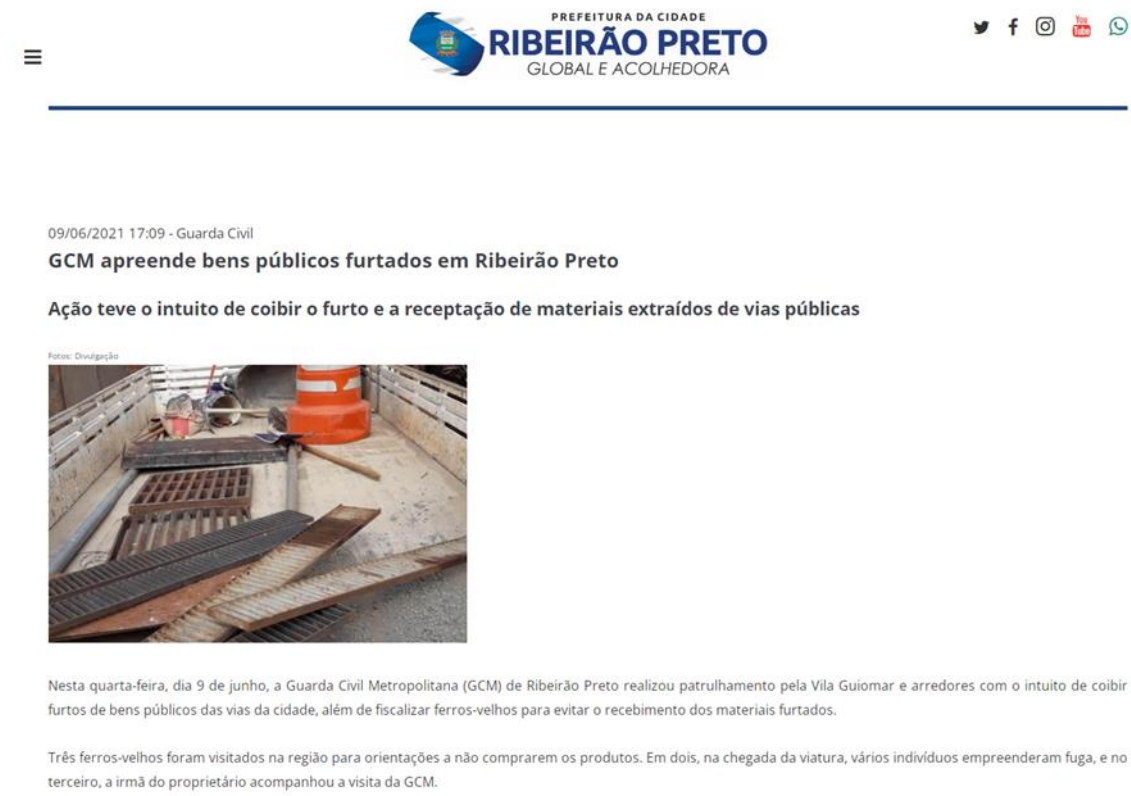 PREFEITURA DA CIDADE
RIBEIRÃO PRETO
GLOBAL E ACOLHEDORA
You
Tube
09/06/2021 17:09 - Guarda Civil
GCM apreende bens públicos furtados em Ribeirão Preto
Ação teve o intuito de coibir o furto e a receptação de materiais extraídos de vias públicas
Fotos: Divulgação
Nesta quarta-feira, dia 9 de junho, a Guarda Civil Metropolitana (GCM) de Ribeirão Preto realizou patrulhamento pela Vila Guiomar e arredores com o intuito de coibir
furtos de bens públicos das vias da cidade, além de fiscalizar ferros-velhos para evitar o recebimento dos materiais furtados.
Três ferros-velhos foram visitados na região para orientações a não comprarem os produtos. Em dois, na chegada da viatura, vários indivíduos empreenderam fuga, e no
terceiro, a irmã do proprietário acompanhou a visita da GCM.